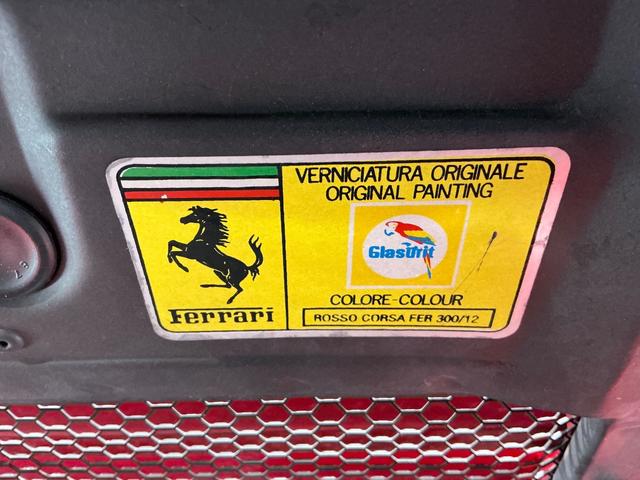 VERNICIATURA ORIGINALE
ORIGINAL PAINTING
Glasurit
COLORE-COLOUR
ROSSO CORSA FER 300/12
Ferrari